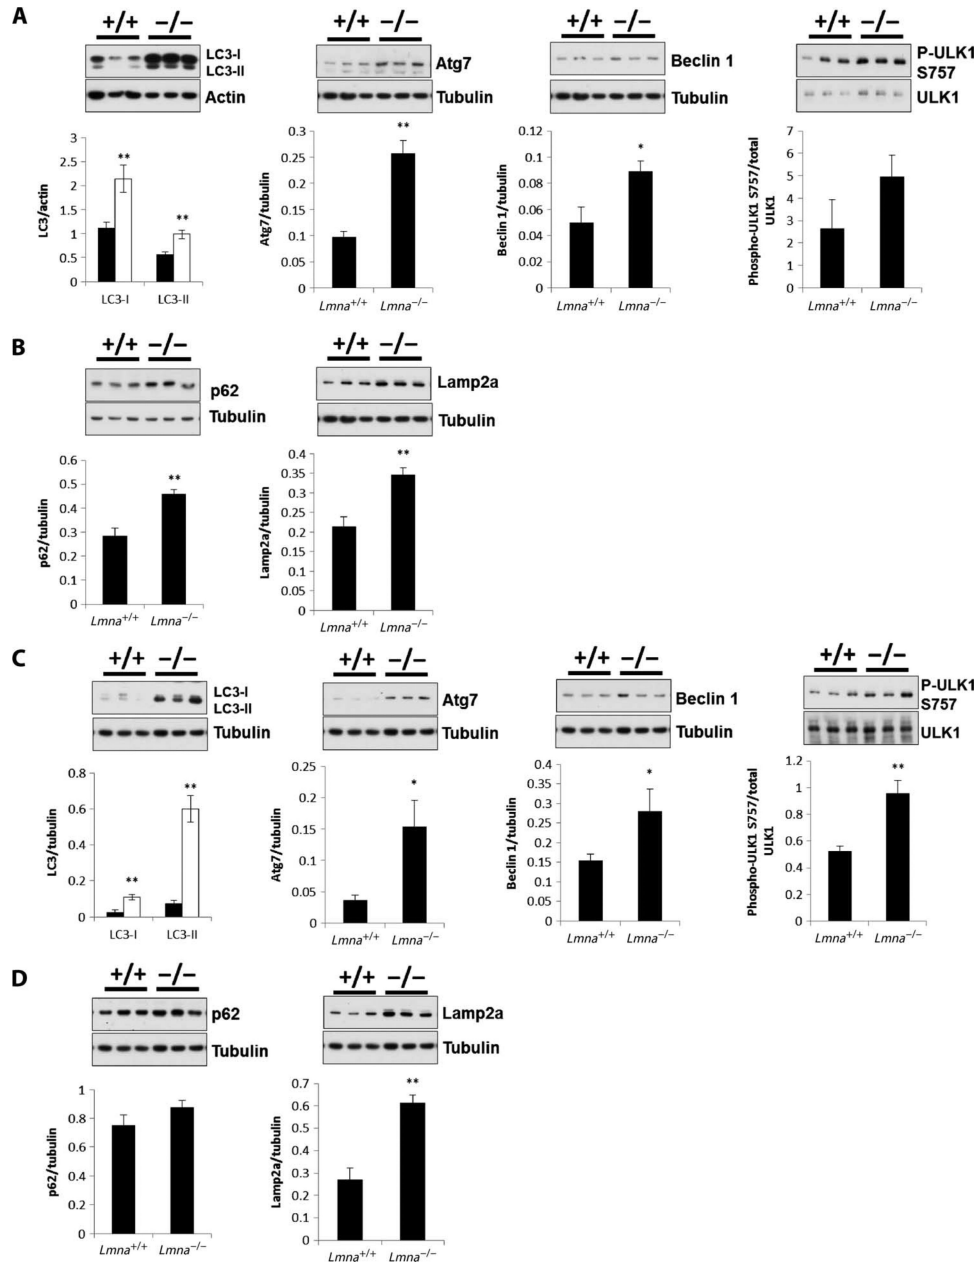 A
+/+ −/−
LC3-I
LC3-II
Actin
LC3/actin
3
2.5
2
1.5
1
0.5
0
**
**
LC3-I LC3-II
+/+ −/−
Atg7
Tubulin
Atg7/tubulin
0.3
0.25
0.2
0.15
0.1
0.05
0
**
Lmna+/+ Lmna−/−
+/+ −/−
Beclin 1
Tubulin
Beclin 1/tubulin
0.12
0.1
0.08
0.06
0.04
0.02
0
*
Lmna+/+ Lmna−/−
+/+ −/−
P-ULK1
S757
ULK1
Phospho-ULK1 S757/total
ULK1
6
5
4
3
2
1
0
Lmna+/+ Lmna−/−
B
+/+ −/−
p62
Tubulin
p62/tubulin
0.6
0.5
0.4
0.3
0.2
0.1
0
**
Lmna+/+ Lmna−/−
+/+ −/−
Lamp2a
Tubulin
Lamp2a/tubulin
0.4
0.35
0.3
0.25
0.2
0.15
0.1
0.05
0
**
Lmna+/+ Lmna−/−
C
+/+ −/−
LC3-I
LC3-II
Tubulin
LC3/tubulin
0.8
0.6
0.4
0.2
0
**
**
LC3-I LC3-II
+/+ −/−
Atg7
Tubulin
Atg7/tubulin
0.25
0.2
0.15
0.1
0.05
0
*
Lmna+/+ Lmna−/−
+/+ −/−
Beclin 1
Tubulin
Beclin 1/tubulin
0.4
0.35
0.3
0.25
0.2
0.15
0.1
0.05
0
*
Lmna+/+ Lmna−/−
+/+ −/−
P-ULK1
S757
ULK1
Phospho-ULK1 S757/total
ULK1
1.2
1
0.8
0.6
0.4
0.2
0
**
Lmna+/+ Lmna−/−
D
+/+ −/−
p62
Tubulin
p62/tubulin
1
0.8
0.6
0.4
0.2
0
Lmna+/+ Lmna−/−
+/+ −/−
Lamp2a
Tubulin
Lamp2a/tubulin
0.7
0.6
0.5
0.4
0.3
0.2
0.1
0
**
Lmna+/+ Lmna−/−